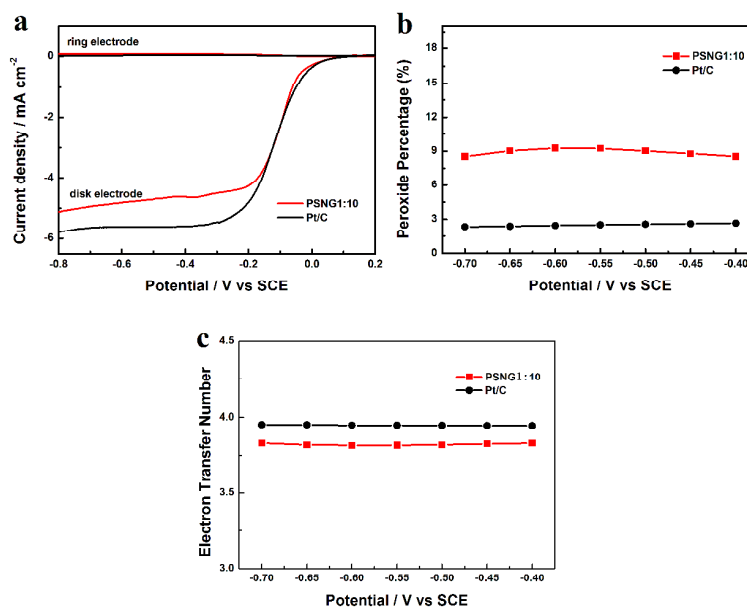 a
ring electrode
0
-2
-4
-6
Current density / mA cm-2
disk electrode
PSNG1:10
Pt/C
-0.8 -0.6 -0.4 -0.2 0.0 0.2
Potential / V vs SCE
b
18
15
12
9
6
3
0
Peroxide Percentage (%)
PSNG1:10
Pt/C
-0.70 -0.65 -0.60 -0.55 -0.50 -0.45 -0.40
Potential / V vs SCE
c
4.5
4.0
3.5
3.0
Electron Transfer Number
PSNG1:10
Pt/C
-0.70 -0.65 -0.60 -0.55 -0.50 -0.45 -0.40
Potential / V vs SCE